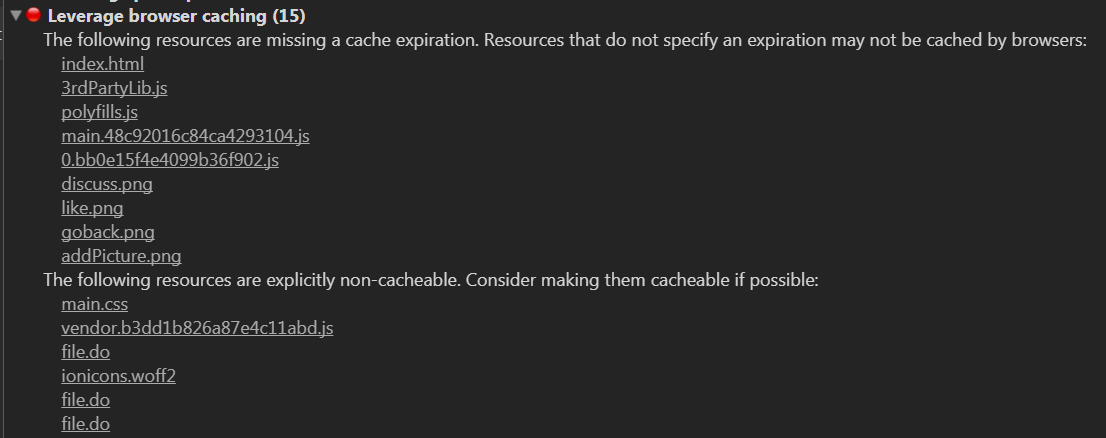 Leverage browser caching (15)
The following resources are missing a cache expiration. Resources that do not specify an expiration may not be cached by browsers:
index.html
3rdPartyLib.js
polyfills.js
main.48c92016c84ca4293104.js
0.bb0e15f4e4099b36f902.js
discuss.png
like.png
goback.png
addPicture.png
The following resources are explicitly non-cacheable. Consider making them cacheable if possible:
main.css
vendor.b3dd1b826a87e4c11abd.js
file.do
ionicons.woff2
file.do
file.do